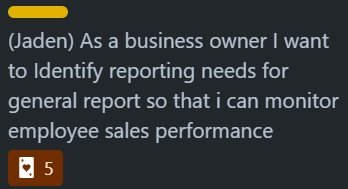 (Jaden) As a business owner I want
to Identify reporting needs for
general report so that i can monitor
employee sales performance
5